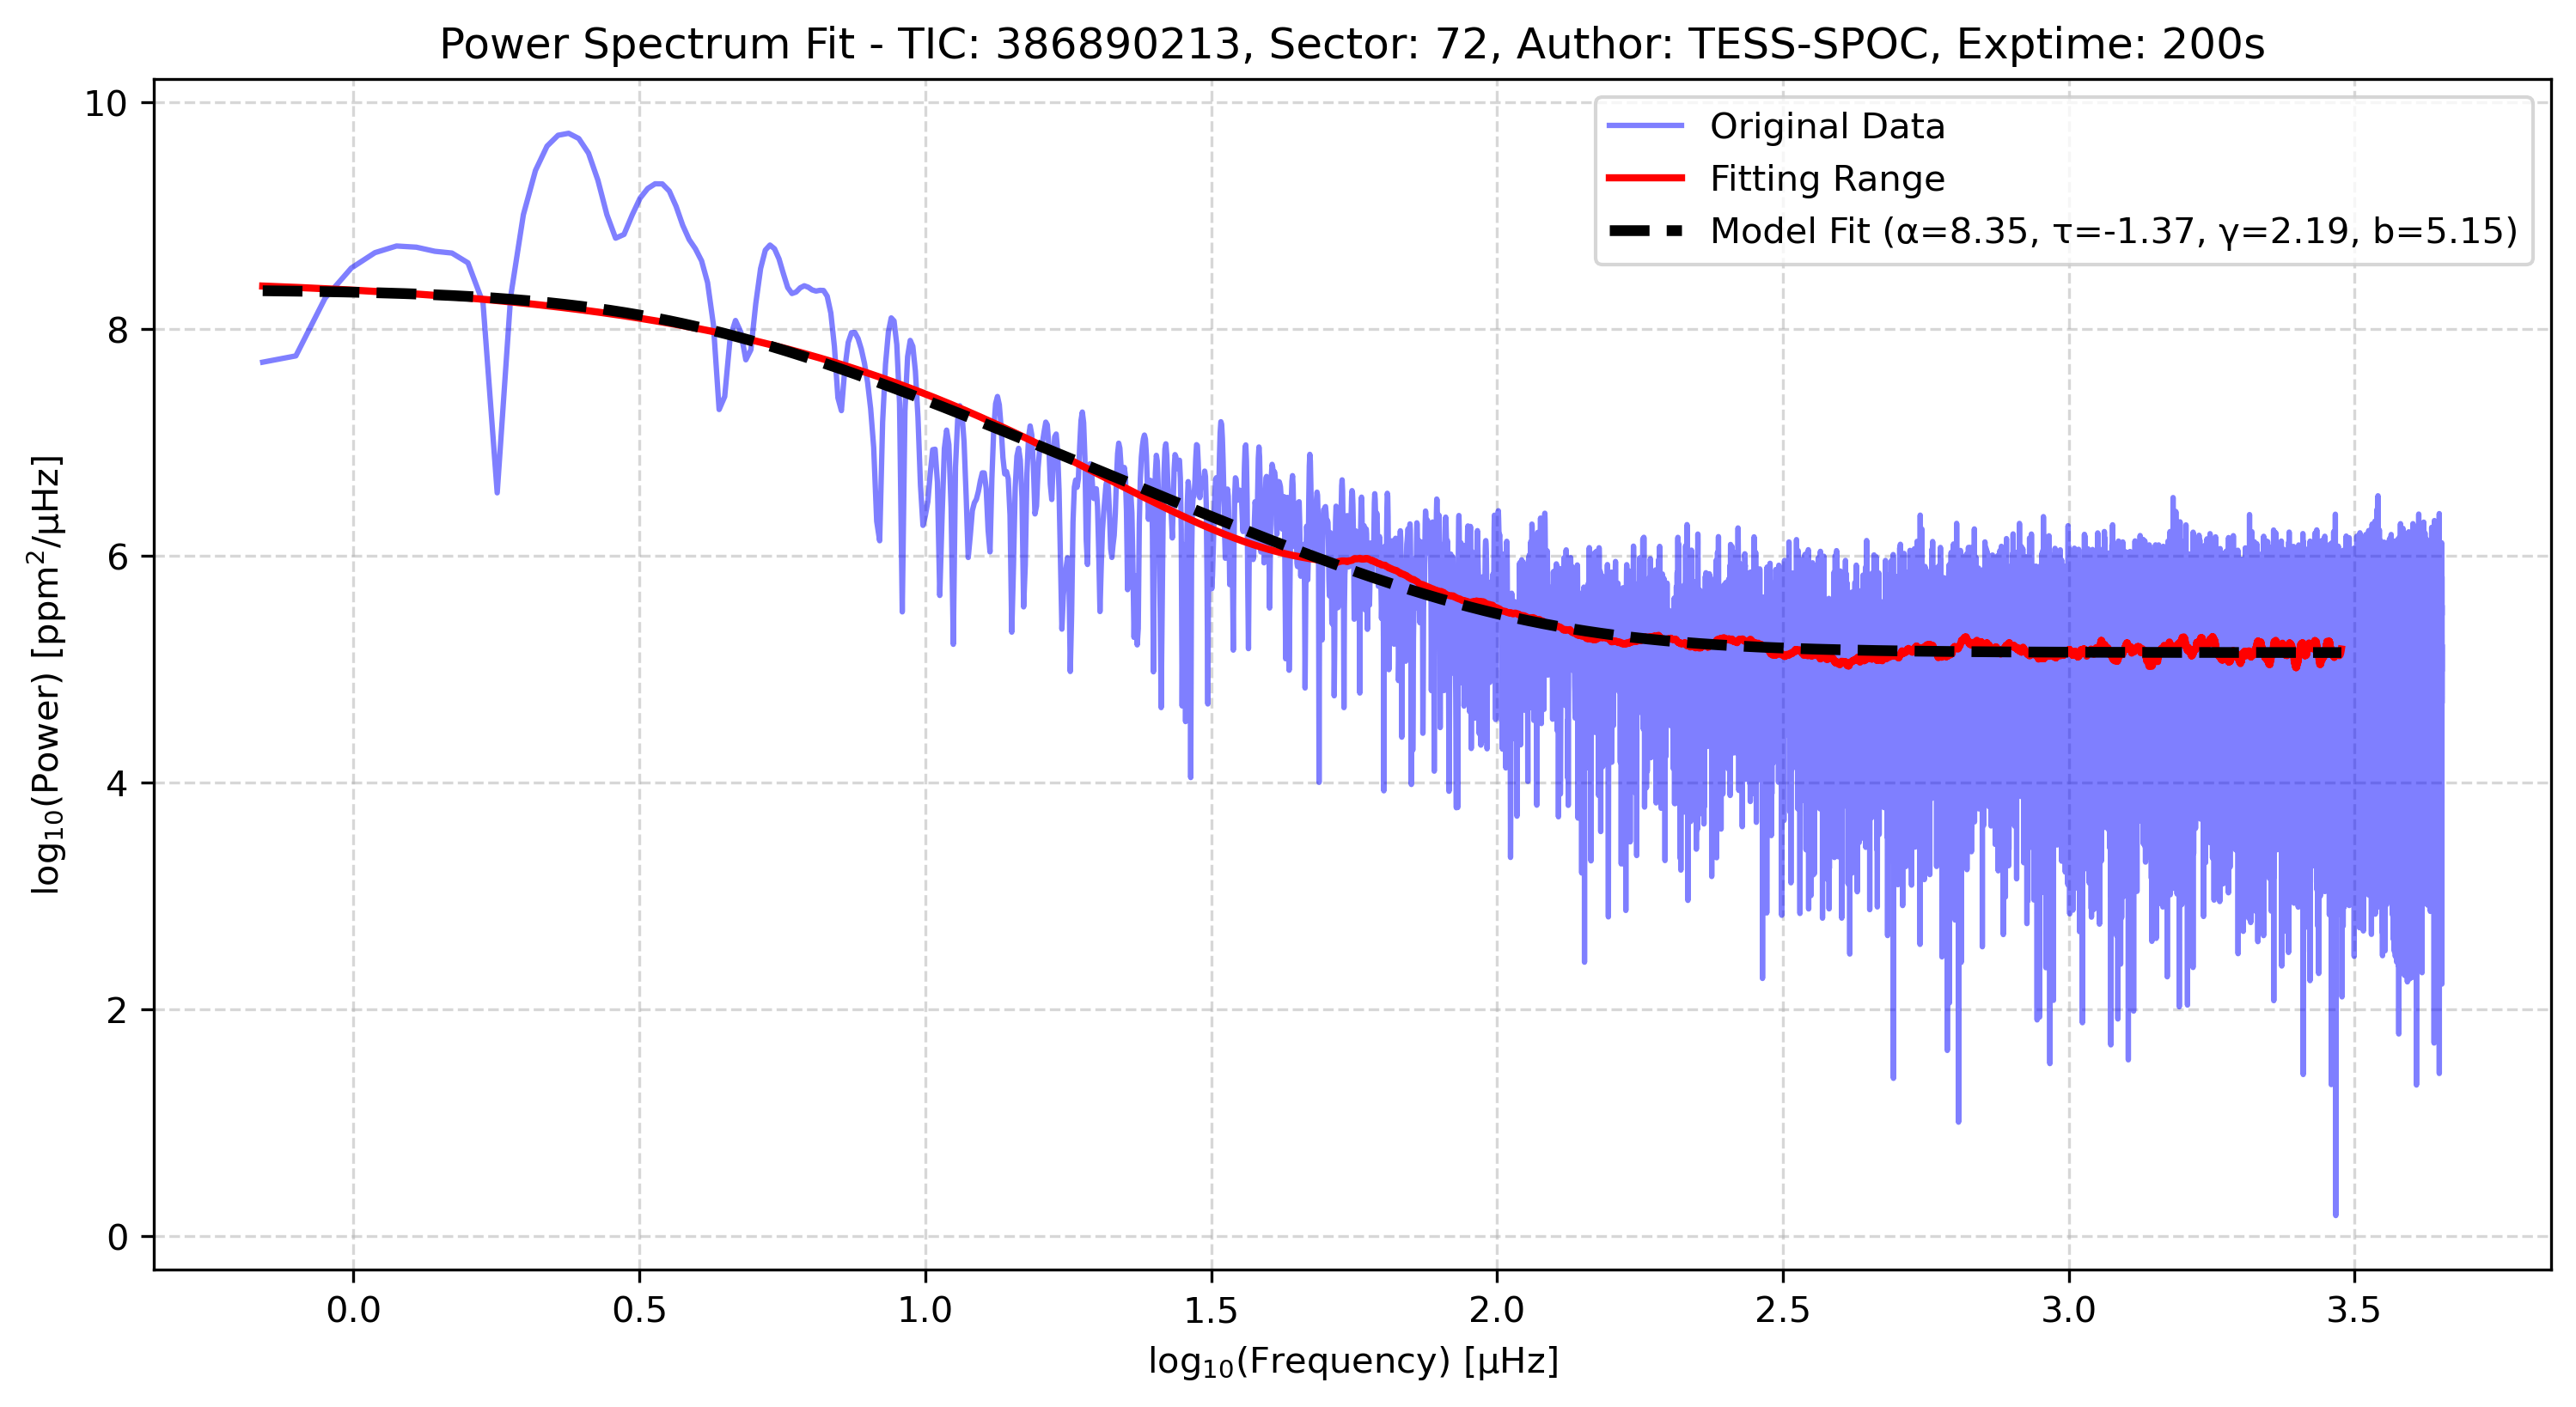 Power Spectrum Fit - TIC: 386890213, Sector: 72, Author: TESS-SPOC, Exptime: 200s
Original Data
Fitting Range
Model Fit (α=8.35, τ=-1.37, γ=2.19, b=5.15)
log₁₀(Power) [ppm²/μHz]
10
8
6
4
2
0
0.0 0.5 1.0 1.5 2.0 2.5 3.0 3.5
log₁₀(Frequency) [μHz]